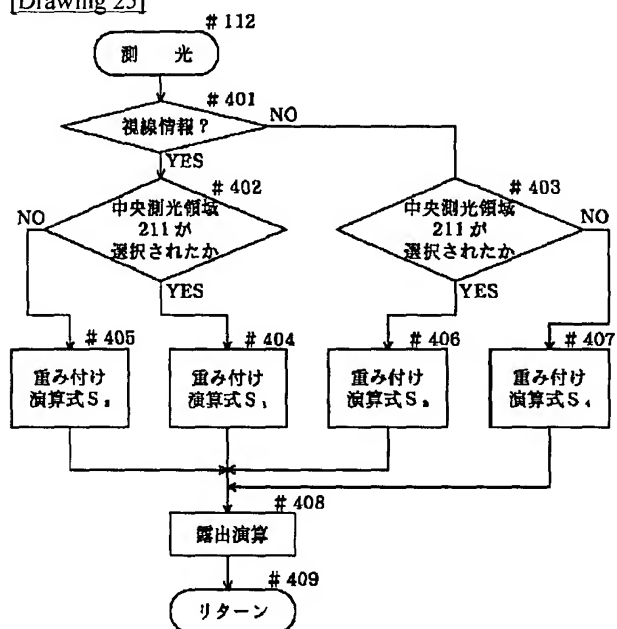 [Drawing 25]
#112
測 光
#401
視線情報?
NO
YES
#402
中央測光領域
211が
選択されたか
NO
YES
#403
中央測光領域
211が
選択されたか
NO
YES
#405
重み付け
演算式S
#404
重み付け
演算式S₁
#406
重み付け
演算式S
#407
重み付け
演算式S₄
#408
露出演算
#409
リターン